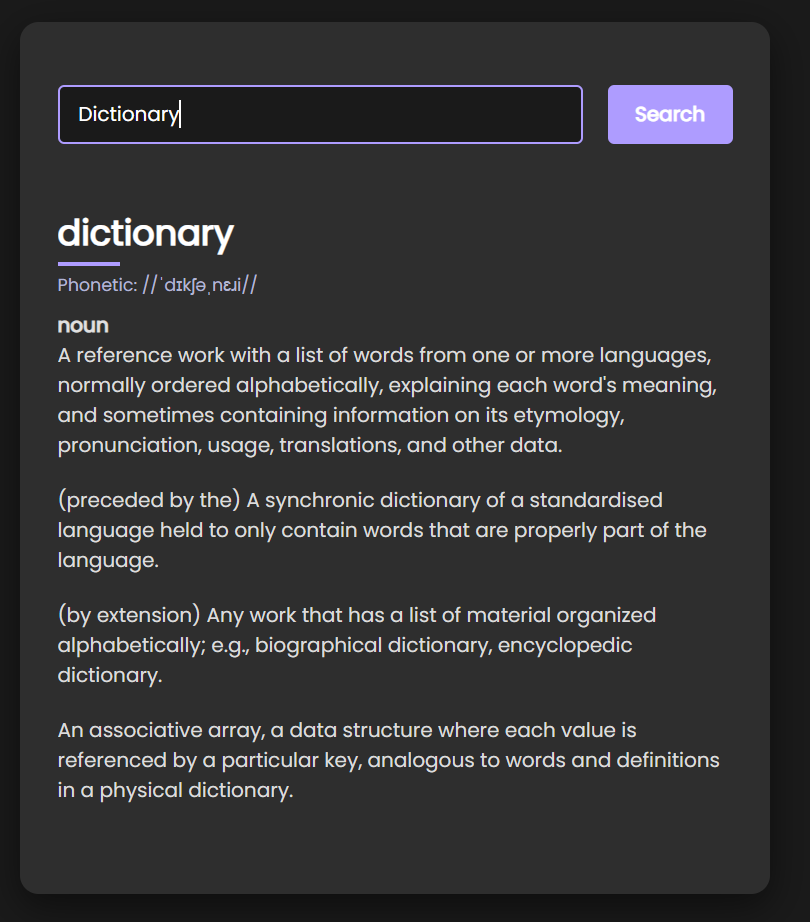 Dictionary
Search
dictionary
Phonetic: //ˈdɪkʃəˌnɛɹi//
noun
A reference work with a list of words from one or more languages,
normally ordered alphabetically, explaining each word's meaning,
and sometimes containing information on its etymology,
pronunciation, usage, translations, and other data.
(preceded by the) A synchronic dictionary of a standardised
language held to only contain words that are properly part of the
language.
(by extension) Any work that has a list of material organized
alphabetically; e.g., biographical dictionary, encyclopedic
dictionary.
An associative array, a data structure where each value is
referenced by a particular key, analogous to words and definitions
in a physical dictionary.